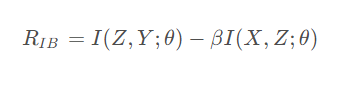 R_{IB} = I(Z, Y; θ) − βI(X, Z; θ)